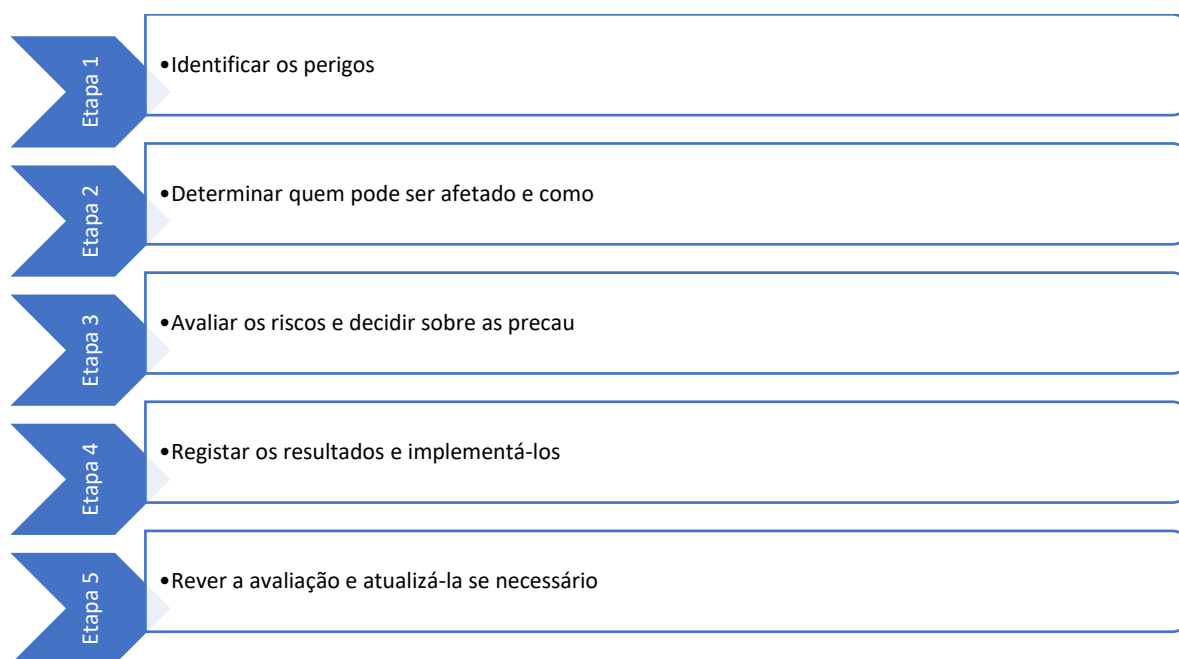 Etapa 1
•Identificar os perigos
Etapa 2
•Determinar quem pode ser afetado e como
Etapa 3
•Avaliar os riscos e decidir sobre as precau
Etapa 4
•Registar os resultados e implementá-los
Etapa 5
•Rever a avaliação e atualizá-la se necessário